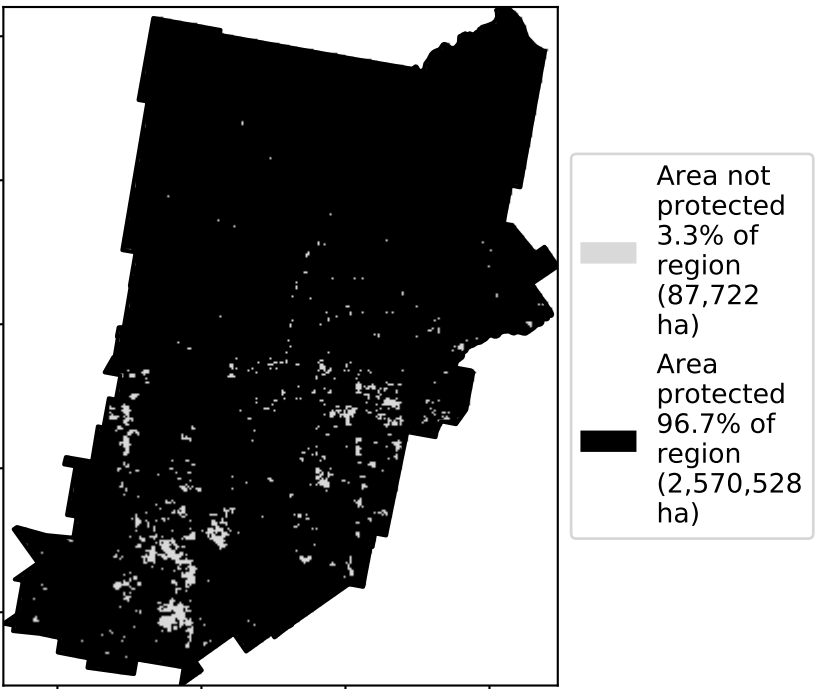 Area not
protected
3.3% of
region
(87,722
ha)
Area
protected
96.7% of
region
(2,570,528
ha)